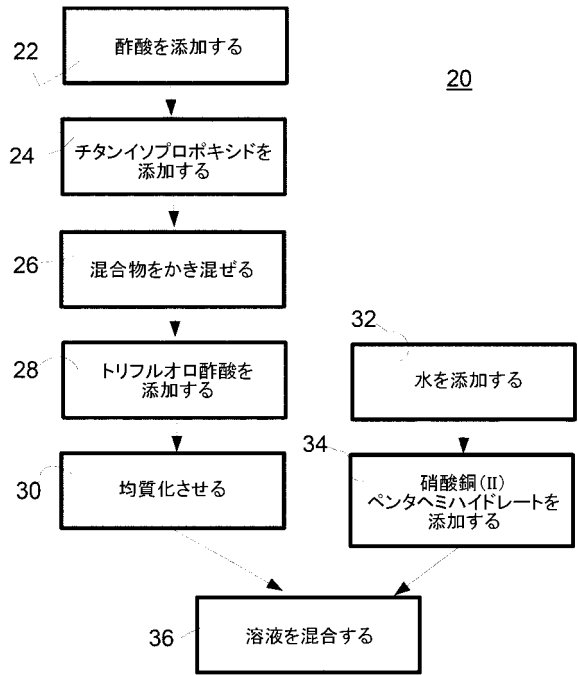 22
酢酸を添加する
20
24
チタンイソプロポキシドを
添加する
26
混合物をかき混ぜる
28
トリフルオロ酢酸を
添加する
30
均質化させる
32
水を添加する
34
硝酸銅(II)
ペンタヘミハイドレートを
添加する
36
溶液を混合する